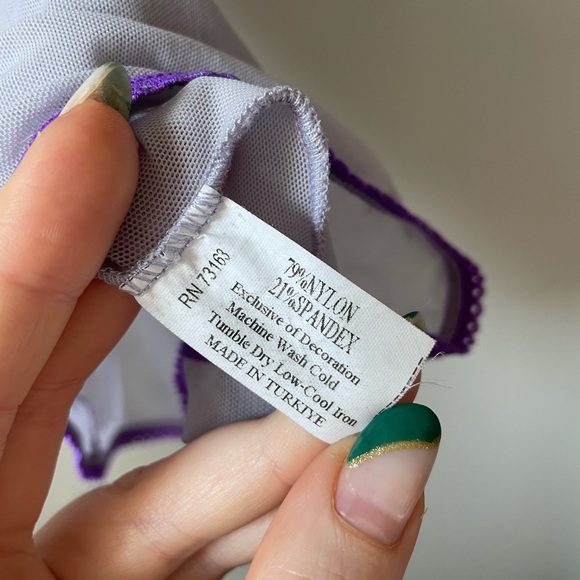 RN 73163
79%NYLON
21%SPANDEX
Exclusive of Decoration
Machine Wash Cold
Tumble Dry Low-Cool Iron
MADE IN TURKIYE